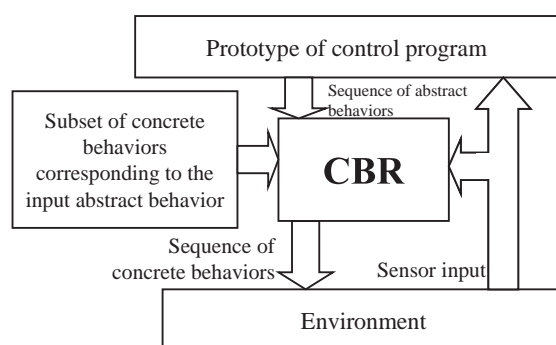 Prototype of control program
Sequence of abstract
behaviors
Subset of concrete
behaviors
corresponding to the
input abstract behavior
CBR
Sequence of
concrete behaviors
Sensor input
Environment